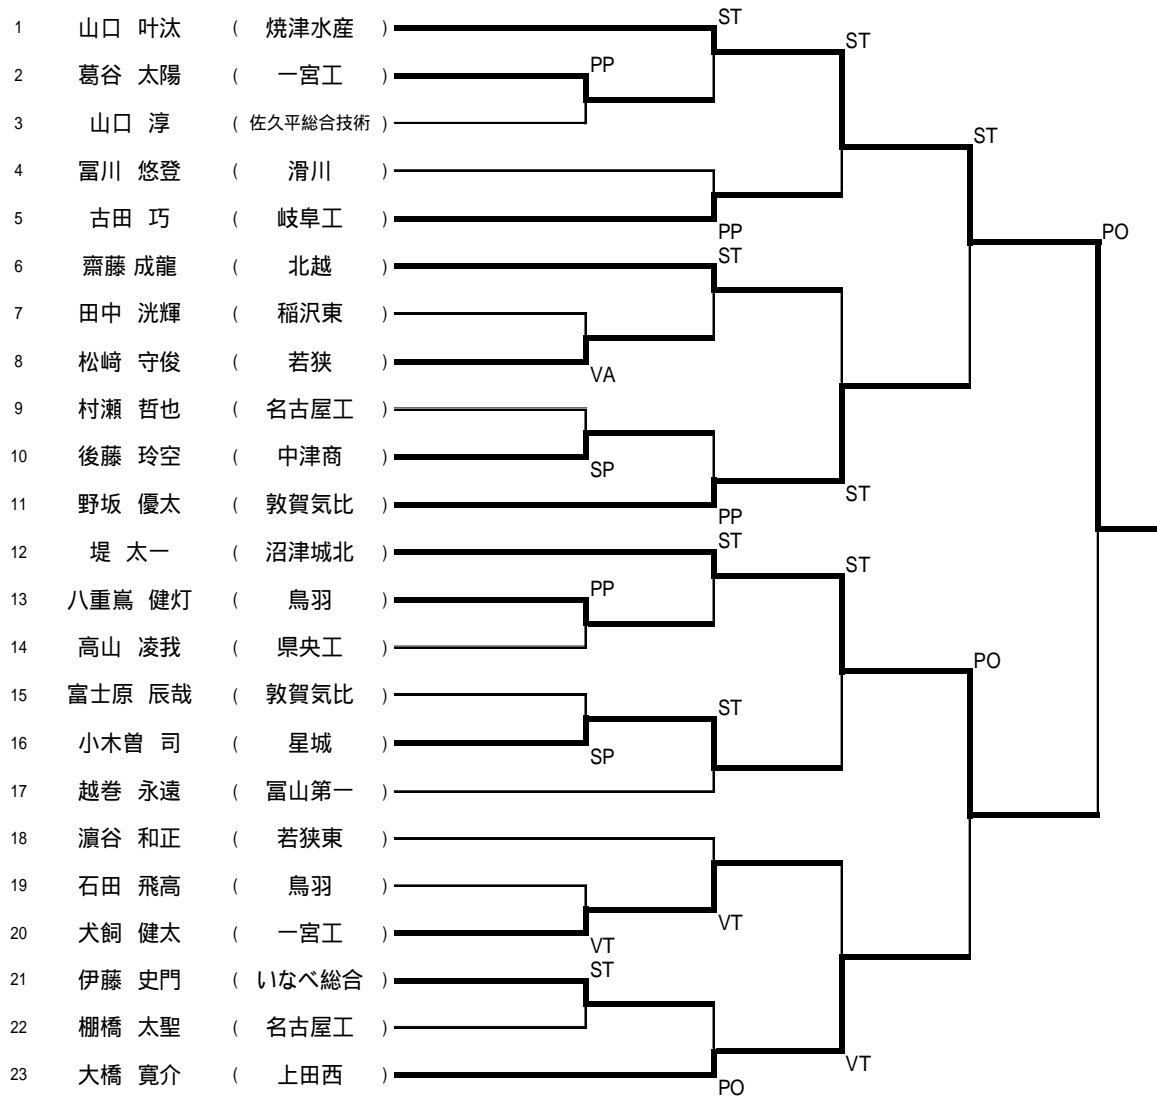 1 山口 叶汰 ( 焼津水産 )
2 葛谷 太陽 ( 一宮工 )
3 山口 淳 ( 佐久平総合技術 )
4 冨川 悠登 ( 滑川 )
5 古田 巧 ( 岐阜工 )
6 齋藤 成龍 ( 北越 )
7 田中 洸輝 ( 稲沢東 )
8 松﨑 守俊 ( 若狭 )
9 村瀬 哲也 ( 名古屋工 )
10 後藤 玲空 ( 中津商 )
11 野坂 優太 ( 敦賀気比 )
12 堤 太一 ( 沼津城北 )
13 八重嶌 健灯 ( 鳥羽 )
14 高山 凌我 ( 県央工 )
15 富士原 辰哉 ( 敦賀気比 )
16 小木曽 司 ( 星城 )
17 越巻 永遠 ( 冨山第一 )
18 濵谷 和正 ( 若狭東 )
19 石田 飛高 ( 鳥羽 )
20 犬飼 健太 ( 一宮工 )
21 伊藤 史門 ( いなべ総合 )
22 棚橋 太聖 ( 名古屋工 )
23 大橋 寛介 ( 上田西 )
PP
VA
SP
PP
SP
VT
ST
ST
PP
ST
PP
ST
ST
VT
PO
ST
ST
ST
VT
ST
PO
PO